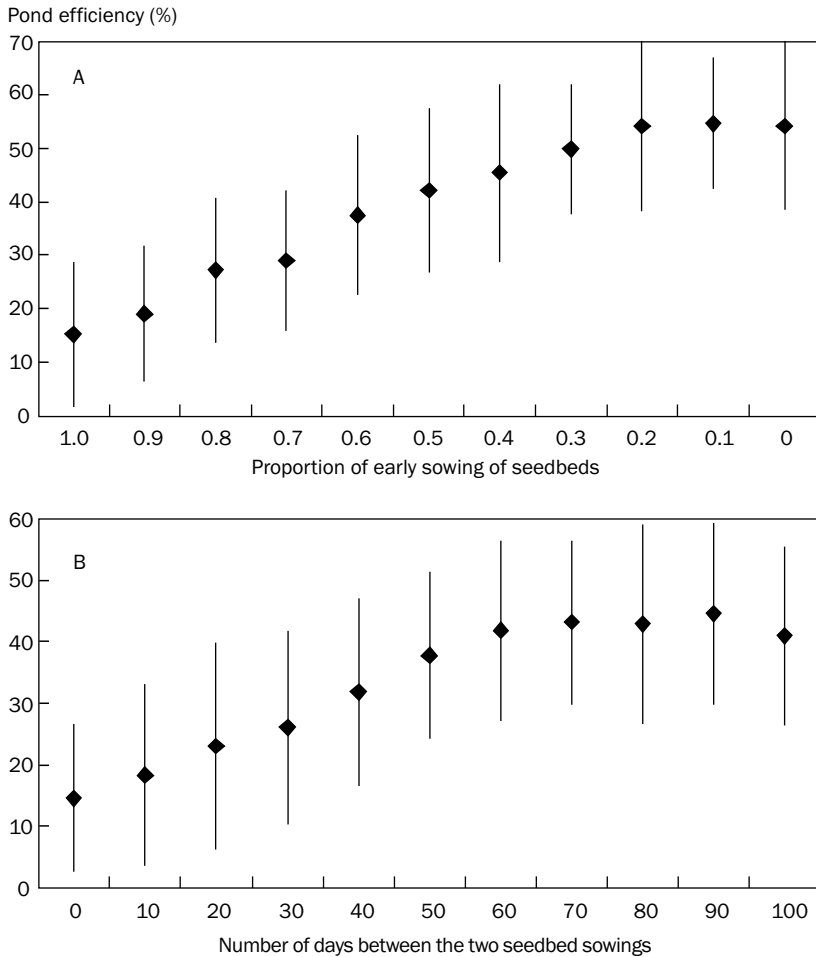 Pond efficiency (%)
70
A
60
50
40
30
20
10
0
1.0 0.9 0.8 0.7 0.6 0.5 0.4 0.3 0.2 0.1 0
Proportion of early sowing of seedbeds
60
B
50
40
30
20
10
0
0 10 20 30 40 50 60 70 80 90 100
Number of days between the two seedbed sowings